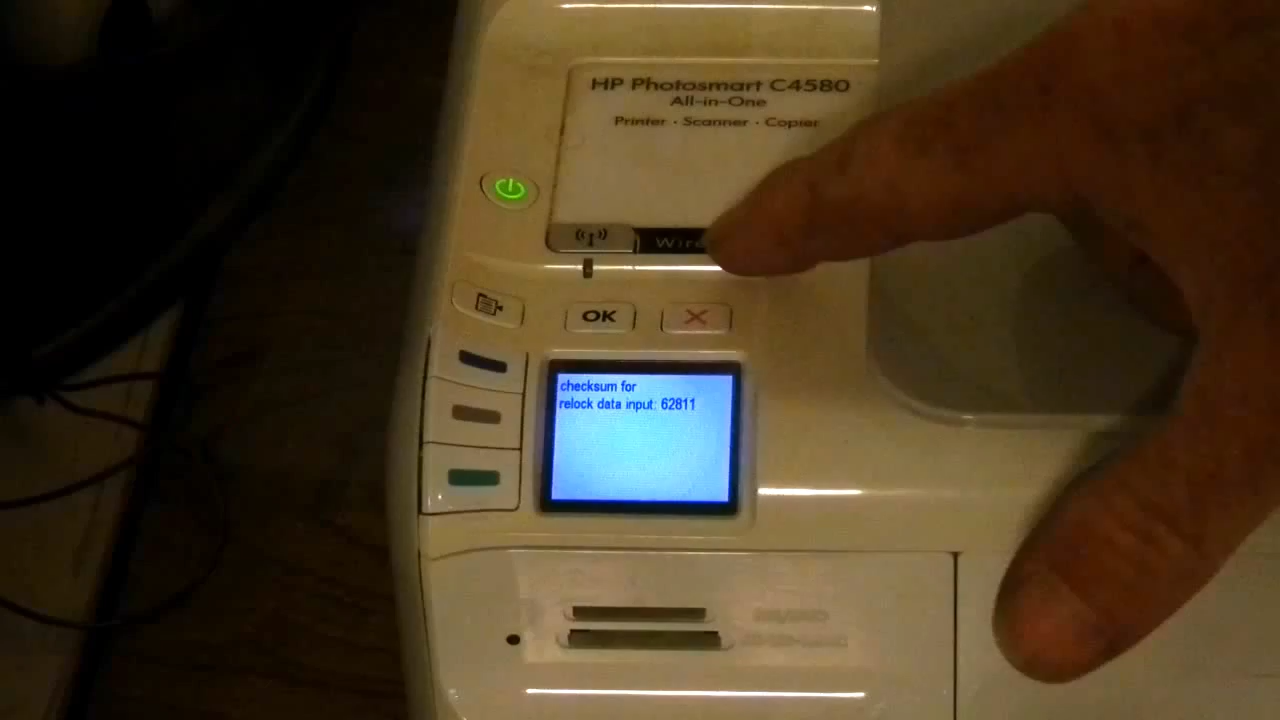 HP Photosmart C4580
All-in-One
Printer · Scanner · Copier
OK
checksum for
relock data input: 62811